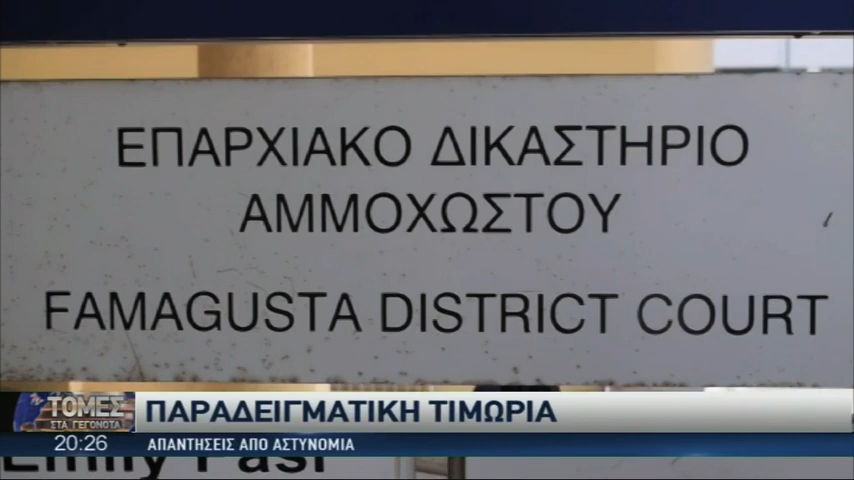 ΕΠΑΡΧΙΑΚΟ ΔΙΚΑΣΤΗΡΙΟ
ΑΜΜΟΧΩΣΤΟΥ
FAMAGUSTA DISTRICT COURT
ΤΟΜΕΣ
ΣΤΑ ΓΕΓΟΝΟΤΑ
20:26
ΠΑΡΑΔΕΙΓΜΑΤΙΚΗ ΤΙΜΩΡΙΑ
ΑΠΑΝΤΗΣΕΙΣ ΑΠΟ ΑΣΤΥΝΟΜΙΑ